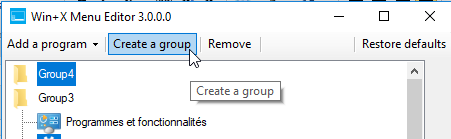 Win+X Menu Editor 3.0.0.0
Add a program Create a group Remove Restore defaults
Group4
Create a group
Group3
Programmes et fonctionnalités